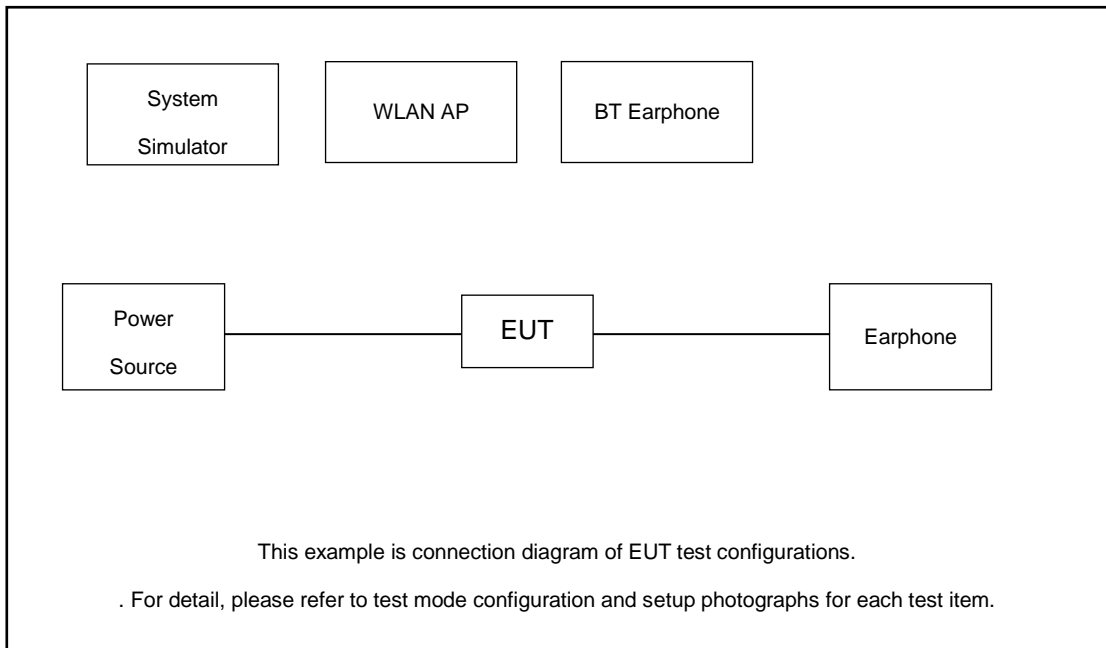 System
Simulator
WLAN AP
BT Earphone
Power
Source
EUT
Earphone
This example is connection diagram of EUT test configurations.
. For detail, please refer to test mode configuration and setup photographs for each test item.